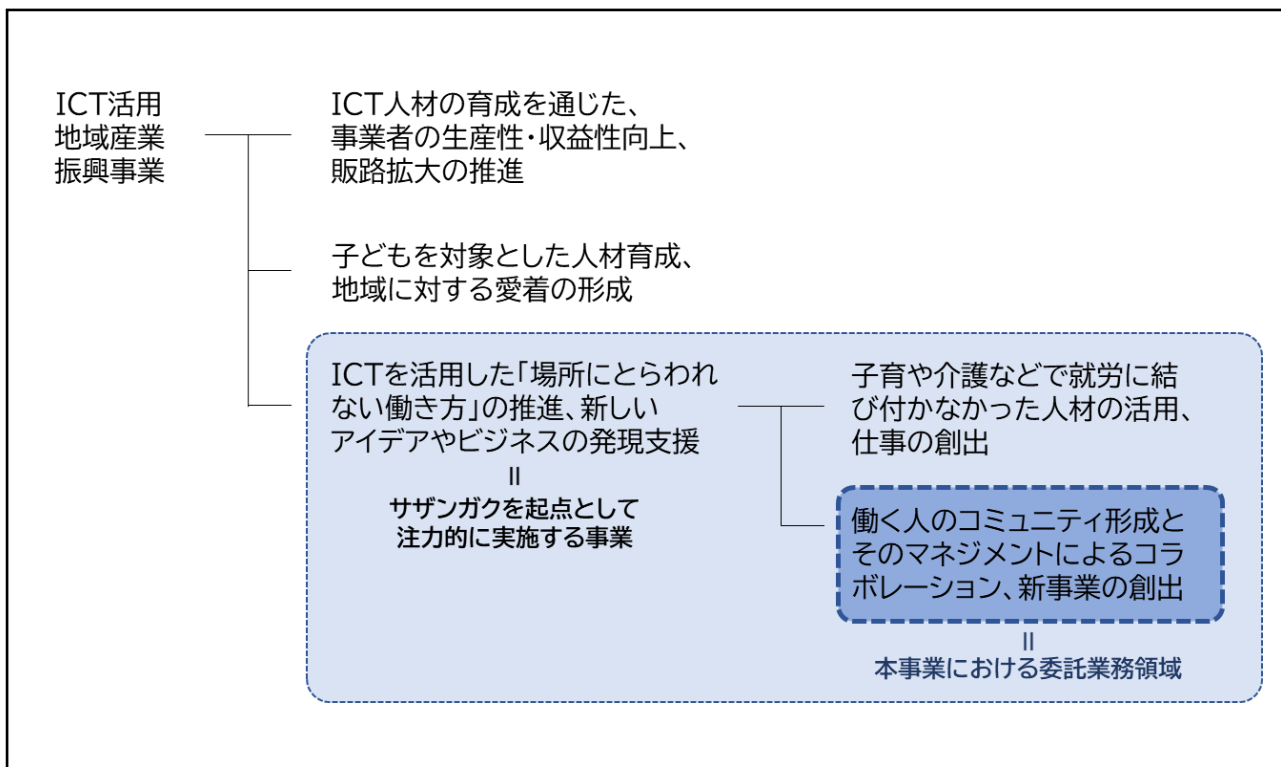 ICT活用
地域産業
振興事業
ICT人材の育成を通じた、
事業者の生産性・収益性向上、
販路拡大の推進
子どもを対象とした人材育成、
地域に対する愛着の形成
ICTを活用した「場所にとらわれ
ない働き方」の推進、新しい
アイデアやビジネスの発現支援
=
サザンガクを起点として
注力的に実施する事業
子育や介護などで就労に結
び付かなかった人材の活用、
仕事の創出
働く人のコミュニティ形成と
そのマネジメントによるコラ
ボレーション、新事業の創出
=
本事業における委託業務領域